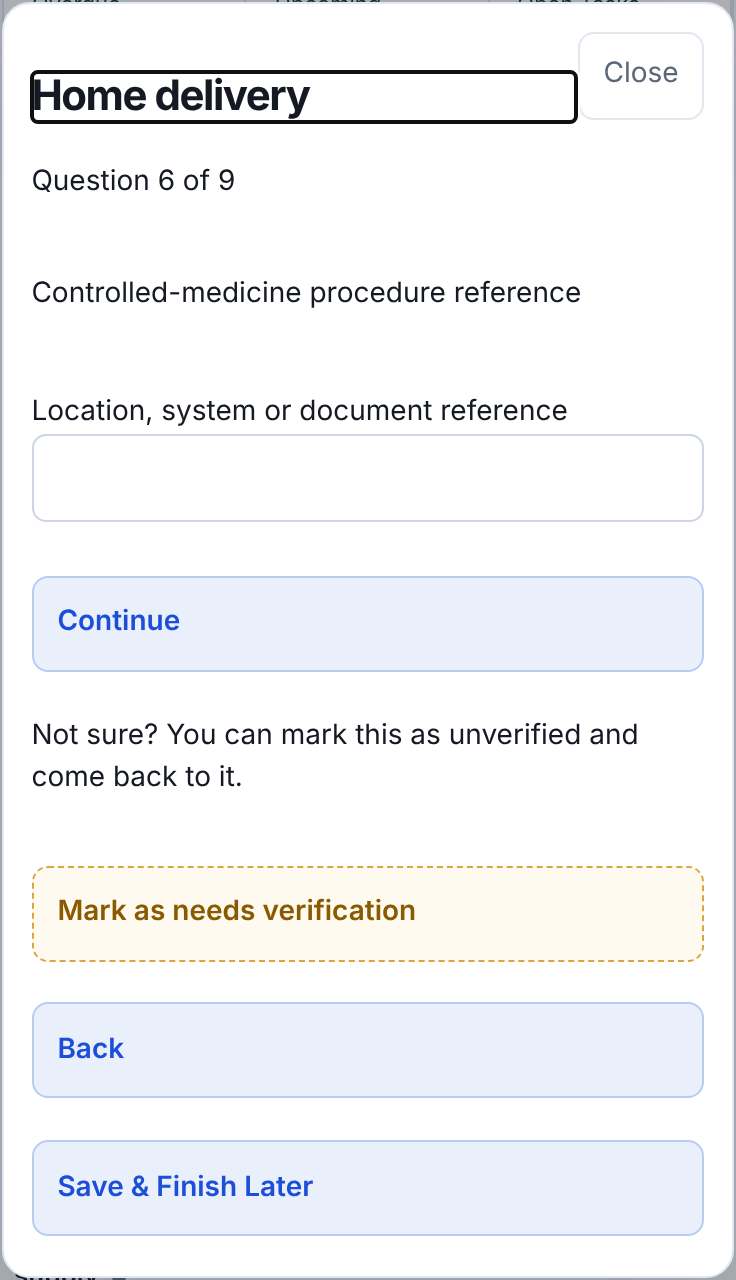 Home delivery
Close
Question 6 of 9
Controlled-medicine procedure reference
Location, system or document reference
Continue
Not sure? You can mark this as unverified and
come back to it.
Mark as needs verification
Back
Save & Finish Later